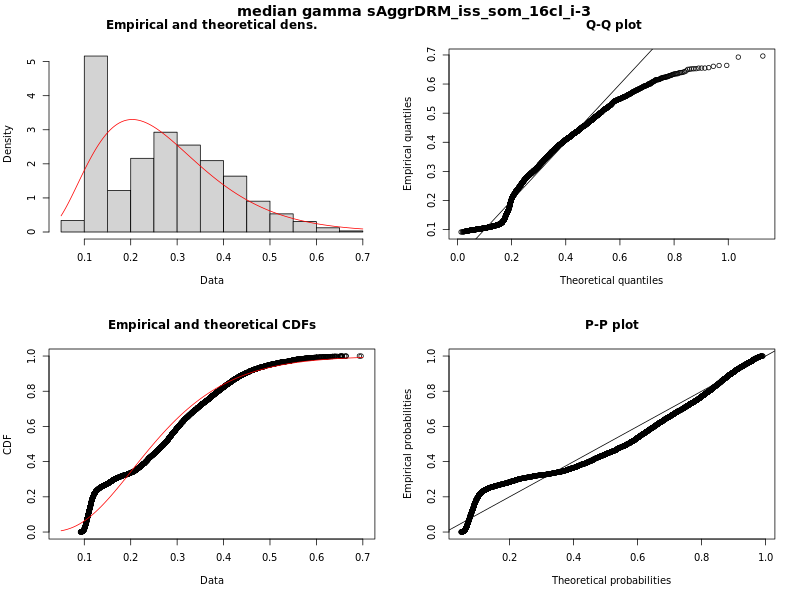 median gamma sAggrDRM_iss_som_16cl_i-3
Empirical and theoretical dens.
Density
0 1 2 3 4 5
0.1 0.2 0.3 0.4 0.5 0.6 0.7
Data
Q-Q plot
Empirical quantiles
0.1 0.2 0.3 0.4 0.5 0.6 0.7
0.0 0.2 0.4 0.6 0.8 1.0
Theoretical quantiles
Empirical and theoretical CDFs
CDF
0.0 0.2 0.4 0.6 0.8 1.0
0.1 0.2 0.3 0.4 0.5 0.6 0.7
Data
P-P plot
Empirical probabilities
0.0 0.2 0.4 0.6 0.8 1.0
0.2 0.4 0.6 0.8 1.0
Theoretical probabilities